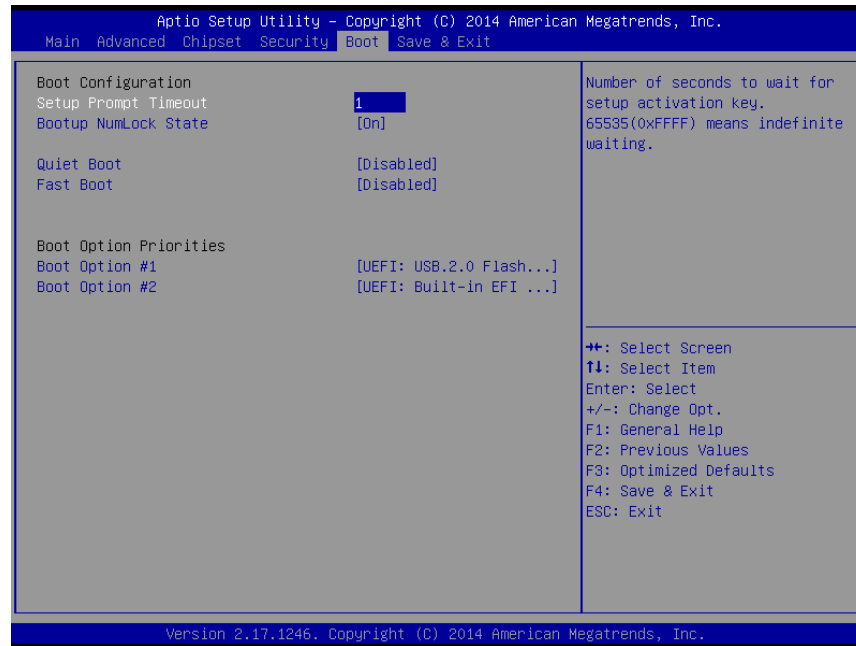 Aptio Setup Utility – Copyright (C) 2014 American Megatrends, Inc.
Main Advanced Chipset Security Boot Save & Exit
Boot Configuration
Setup Prompt Timeout 1
Bootup NumLock State [On]
Quiet Boot [Disabled]
Fast Boot [Disabled]
Boot Option Priorities
Boot Option #1 [UEFI: USB.2.0 Flash...]
Boot Option #2 [UEFI: Built-in EFI ...]
Number of seconds to wait for
setup activation key.
65535(0xFFFF) means indefinite
waiting.
→←: Select Screen
↑↓: Select Item
Enter: Select
+/-: Change Opt.
F1: General Help
F2: Previous Values
F3: Optimized Defaults
F4: Save & Exit
ESC: Exit
Version 2.17.1246. Copyright (C) 2014 American Megatrends, Inc.